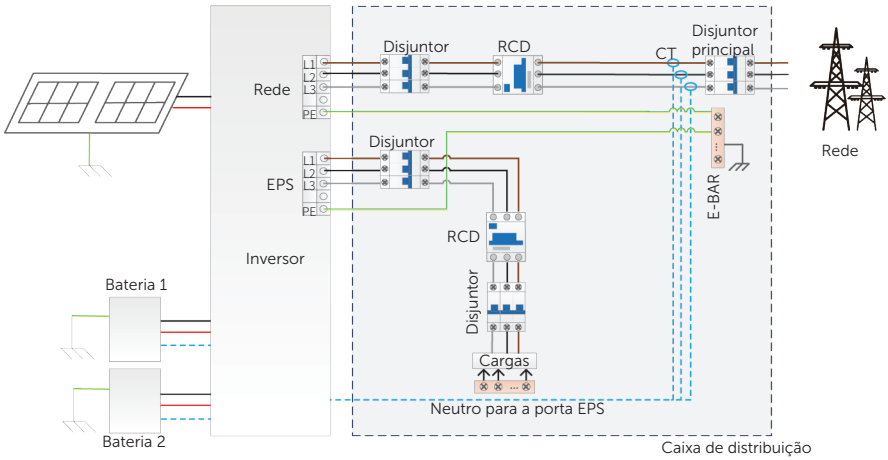 Disjuntor
RCD
CT
Disjuntor
principal
Rede
L1
L2
L3
PE
Rede
Disjuntor
EPS
L1
L2
L3
PE
E-BAR
RCD
Inversor
Disjuntor
Bateria 1
Cargas
...
...
Neutro para a porta EPS
Bateria 2
Caixa de distribuição